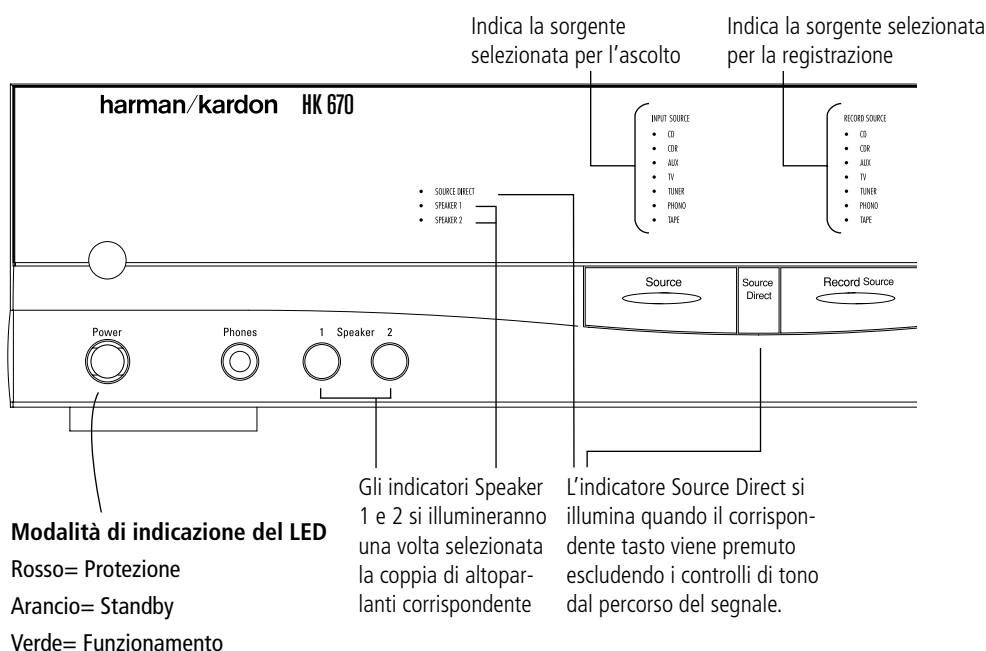 Indica la sorgente
selezionata per l'ascolto
Indica la sorgente selezionata
per la registrazione
harman/kardon HK 670
INPUT SOURCE
CD
CDR
AUX
TV
TUNER
PHONO
TAPE
RECORD SOURCE
CD
CDR
AUX
TV
TUNER
PHONO
TAPE
SOURCE DIRECT
SPEAKER 1
SPEAKER 2
Source
Source
Direct
Record Source
Power
Phones
1 Speaker 2
Modalità di indicazione del LED
Rosso= Protezione
Arancio= Standby
Verde= Funzionamento
Gli indicatori Speaker
1 e 2 si illumineranno
una volta selezionata
la coppia di altopar-
lanti corrispondente
L'indicatore Source Direct si
illumina quando il corrispon-
dente tasto viene premuto
escludendo i controlli di tono
dal percorso del segnale.